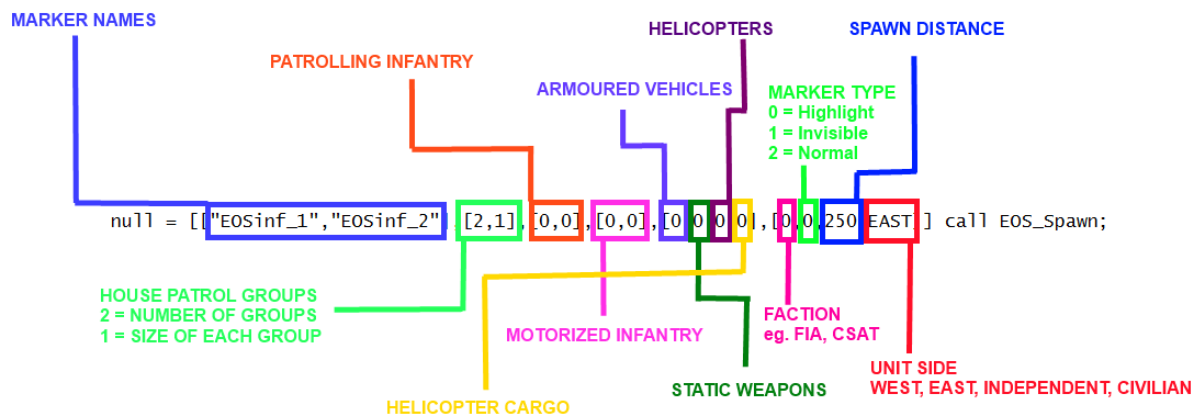 MARKER NAMES
HELICOPTERS
SPAWN DISTANCE
PATROLLING INFANTRY
ARMOURED VEHICLES
MARKER TYPE
0 = Highlight
1 = Invisible
2 = Normal
null = [["EOSinf_1","EOSinf_2"],[2,1],[0,0],[0,0],[0,0,0,0],[0,0,250,EAST]] call EOS_Spawn;
HOUSE PATROL GROUPS
2 = NUMBER OF GROUPS
1 = SIZE OF EACH GROUP
MOTORIZED INFANTRY
FACTION
eg. FIA, CSAT
STATIC WEAPONS
UNIT SIDE
WEST, EAST, INDEPENDENT, CIVILIAN
HELICOPTER CARGO